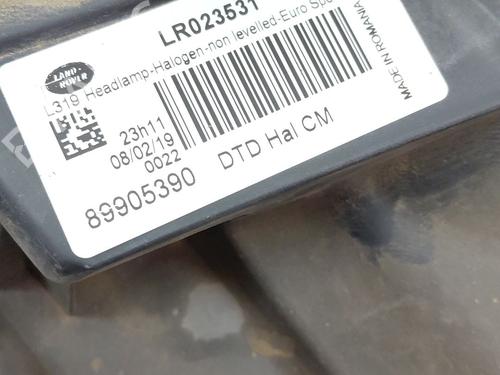 LR023531
LAND
ROVER
L319 Headlamp-Halogen-non levelled-Euro
MADE IN ROMANIA
23h11
08/02/19
0022
DTD Hal CM
89905390